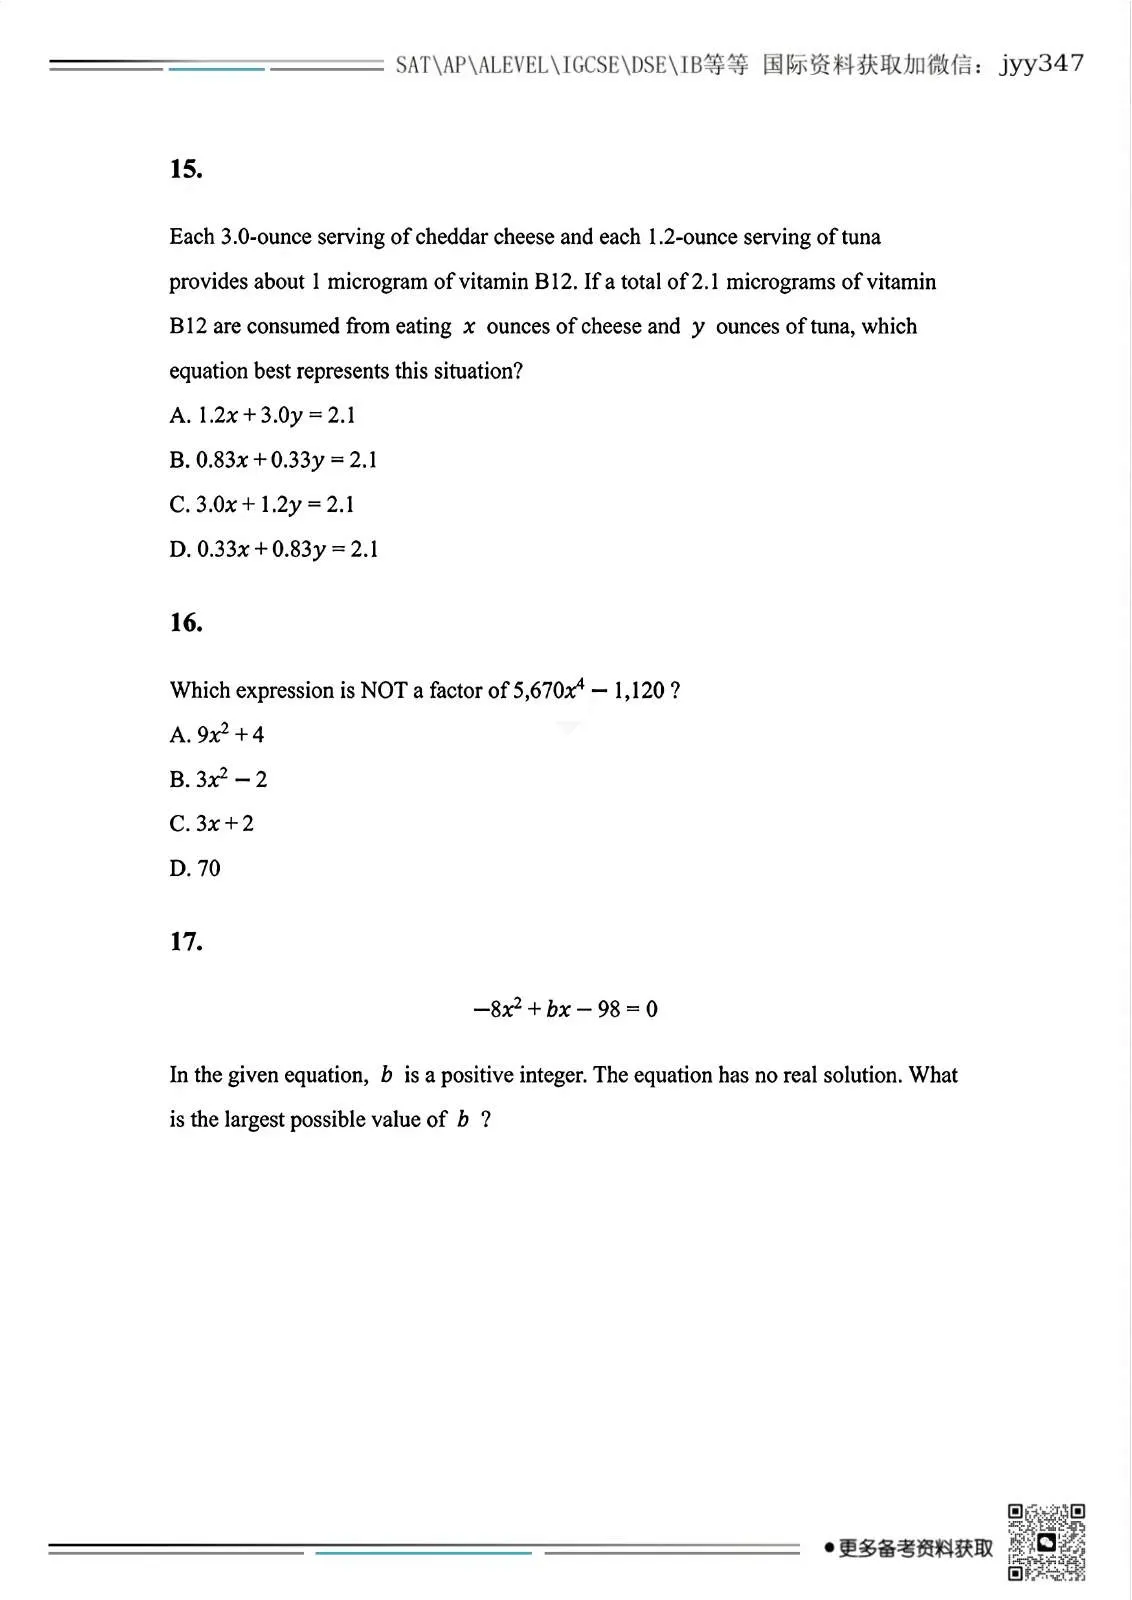 SAT\AP\ALEVEL\IGCSE\DSE\IB等等 国际资料获取加微信：jyy347
15.
Each 3.0-ounce serving of cheddar cheese and each 1.2-ounce serving of tuna
provides about 1 microgram of vitamin B12. If a total of 2.1 micrograms of vitamin
B12 are consumed from eating x ounces of cheese and y ounces of tuna, which
equation best represents this situation?
A. 1.2x + 3.0y = 2.1
B. 0.83x + 0.33y = 2.1
C. 3.0x + 1.2y = 2.1
D. 0.33x + 0.83y = 2.1
16.
Which expression is NOT a factor of 5,670x⁴ − 1,120 ?
A. 9x² + 4
B. 3x² − 2
C. 3x + 2
D. 70
17.
−8x² + bx − 98 = 0
In the given equation, b is a positive integer. The equation has no real solution. What
is the largest possible value of b ?
●更多备考资料获取